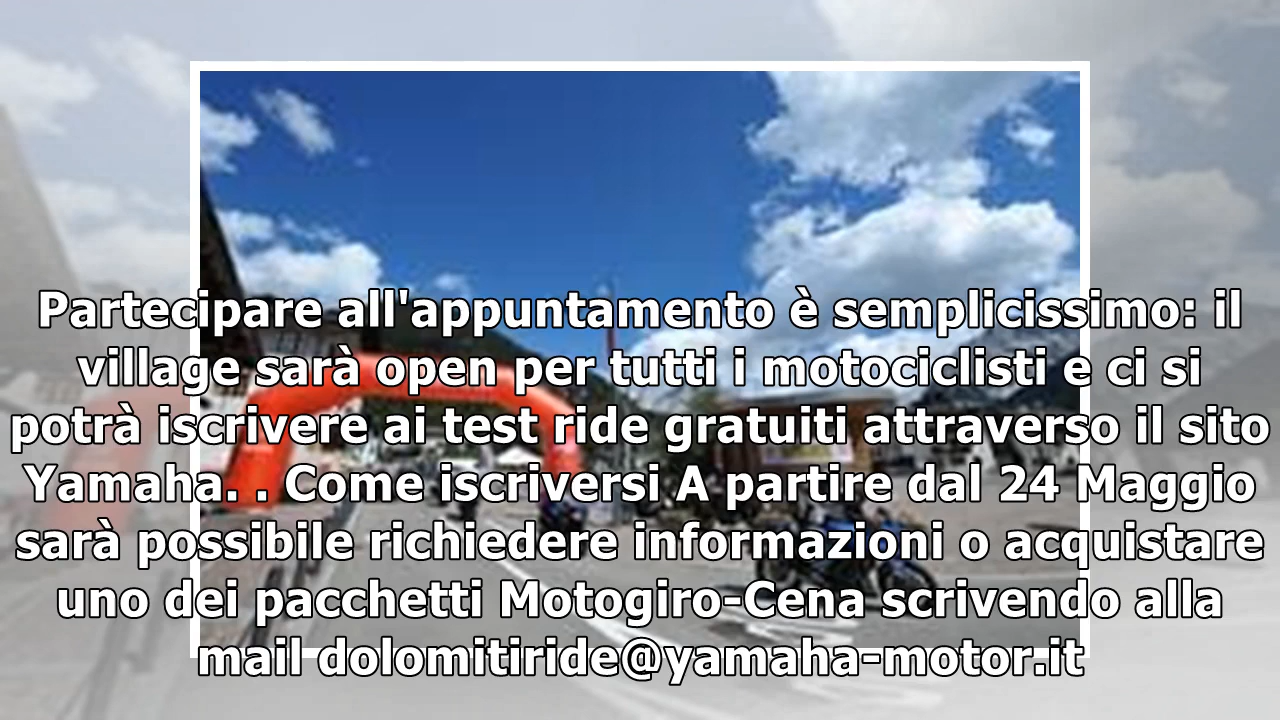 Partecipare all'appuntamento è semplicissimo: il
village sarà open per tutti i motociclisti e ci si
potrà iscrivere ai test ride gratuiti attraverso il sito
Yamaha. . Come iscriversi A partire dal 24 Maggio
sarà possibile richiedere informazioni o acquistare
uno dei pacchetti Motogiro-Cena scrivendo alla
mail dolomitiride@yamaha-motor.it